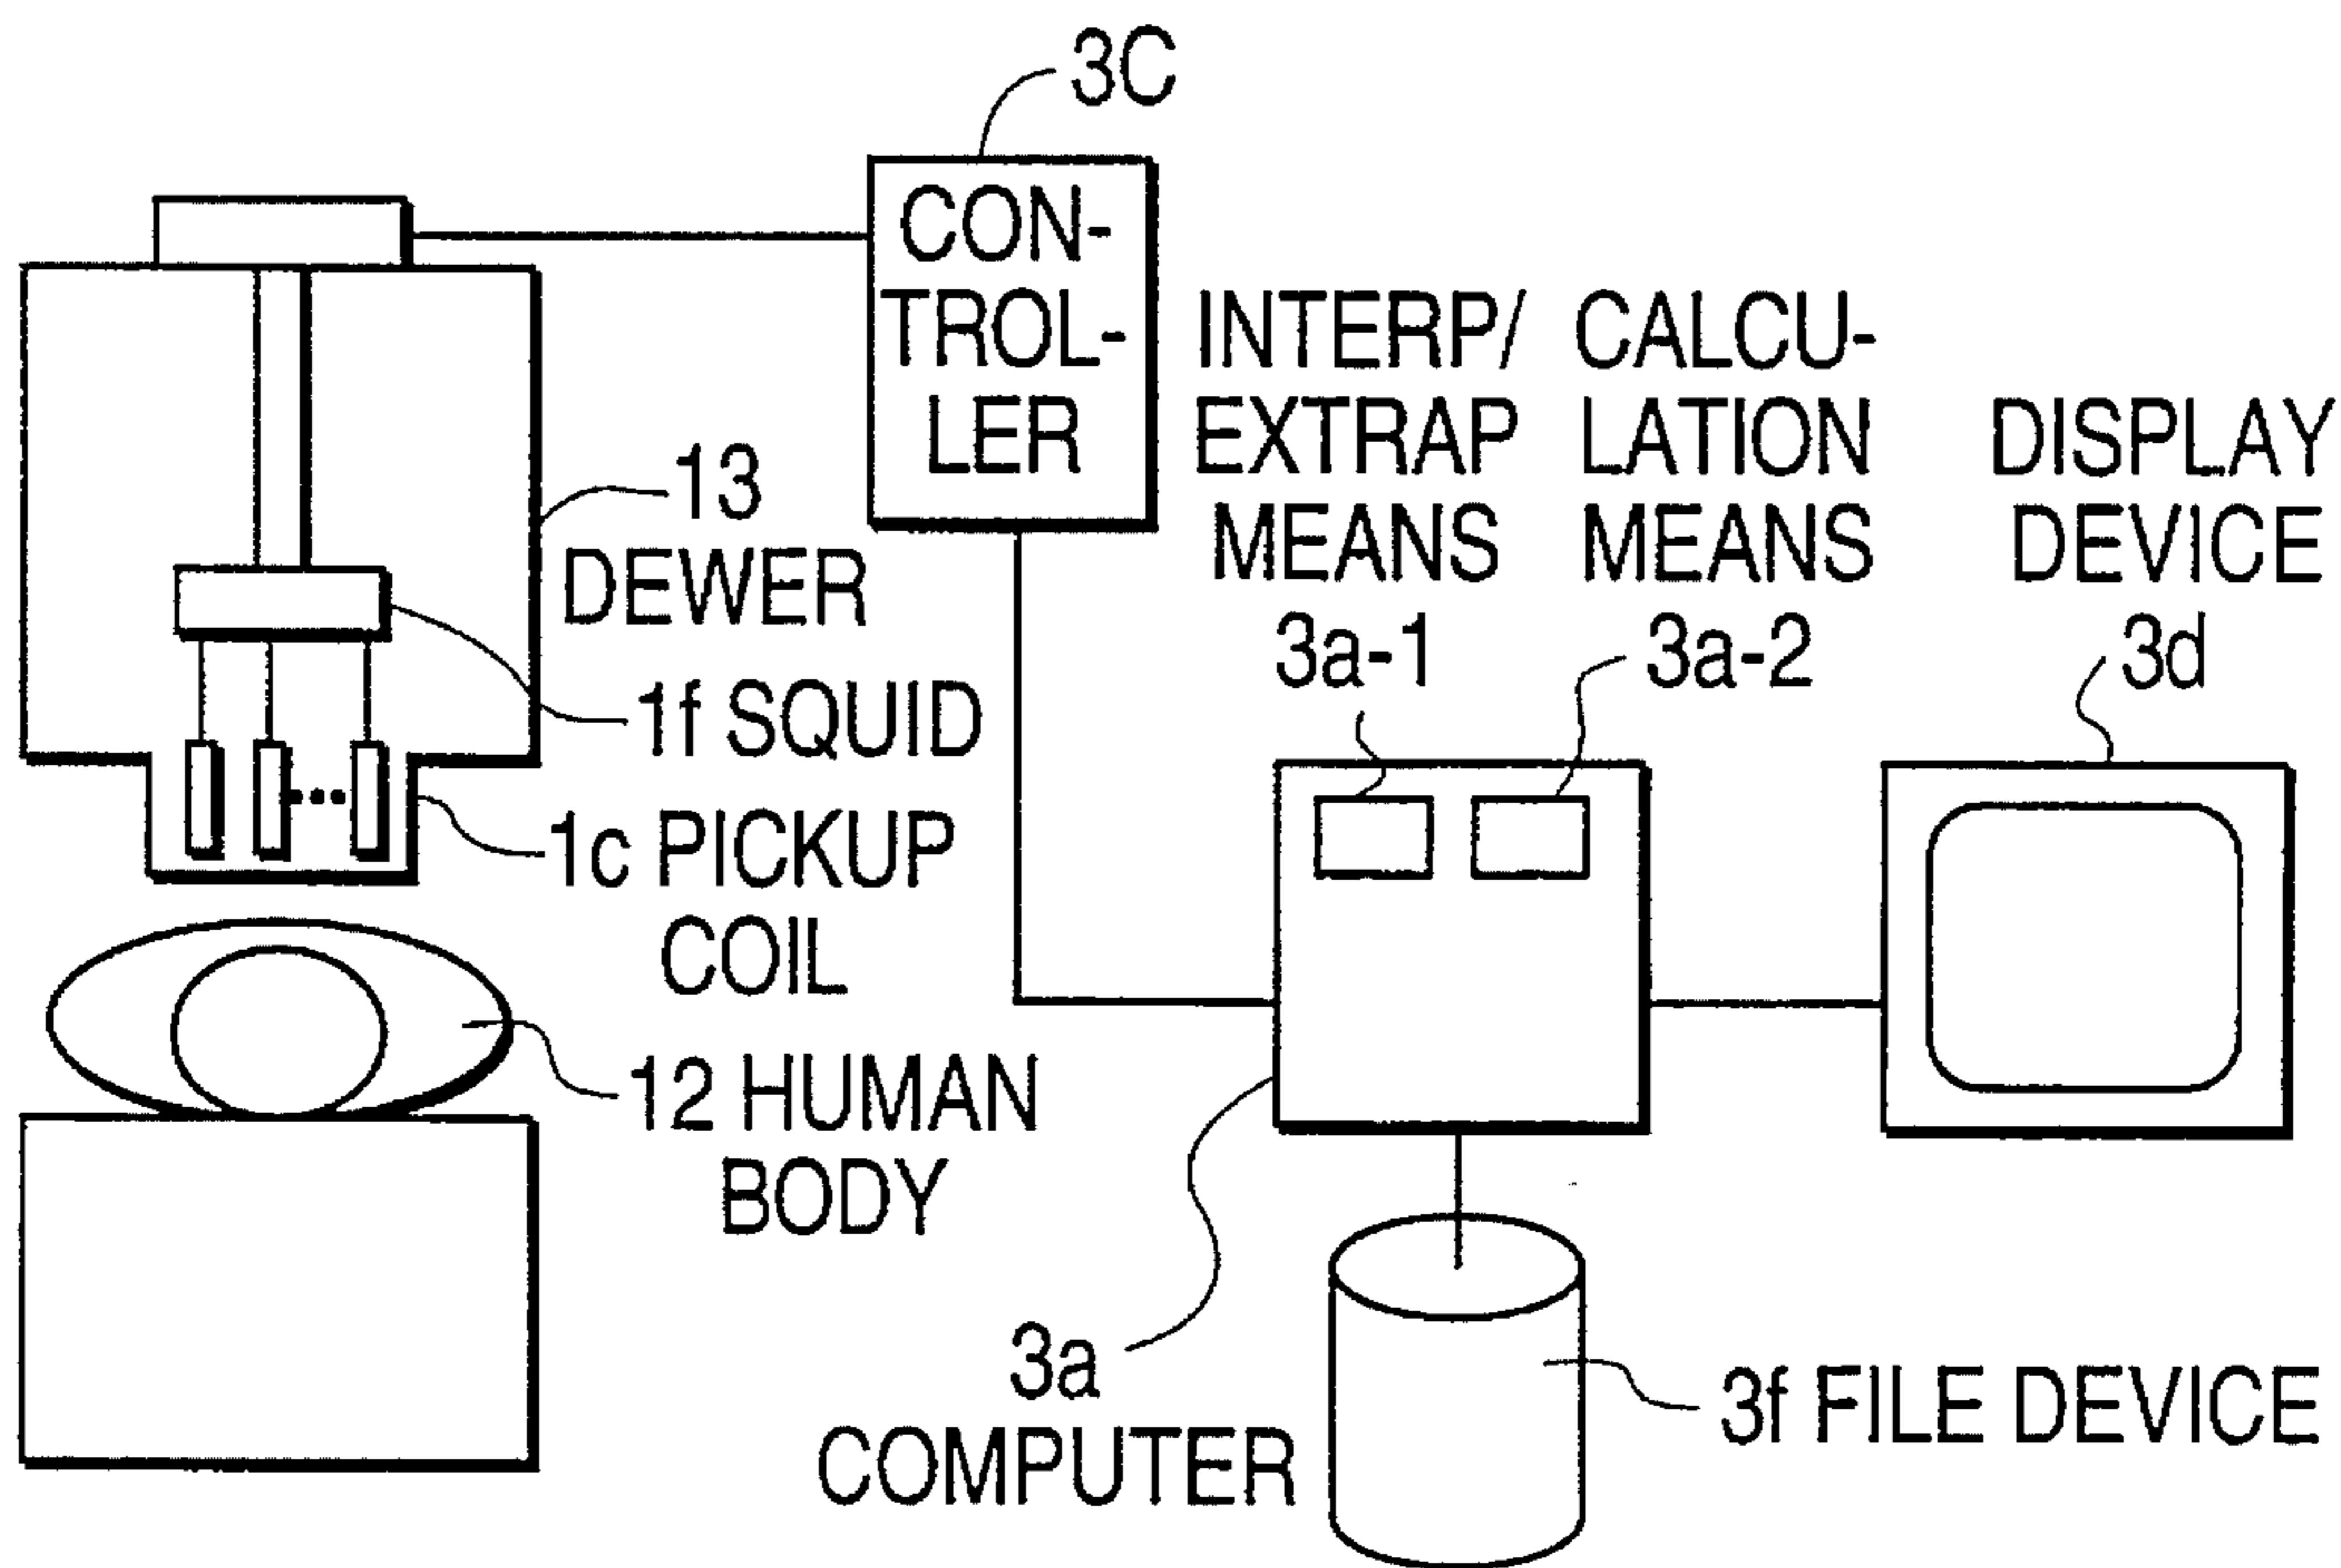 3C
CON-
TROL-
LER
INTERP/
EXTRAP
MEANS
3a-1
CALCU-
LATION
MEANS
3a-2
DISPLAY
DEVICE
3d
13
DEWER
1f SQUID
1c PICKUP
COIL
12 HUMAN
BODY
3a
COMPUTER
3f FILE DEVICE